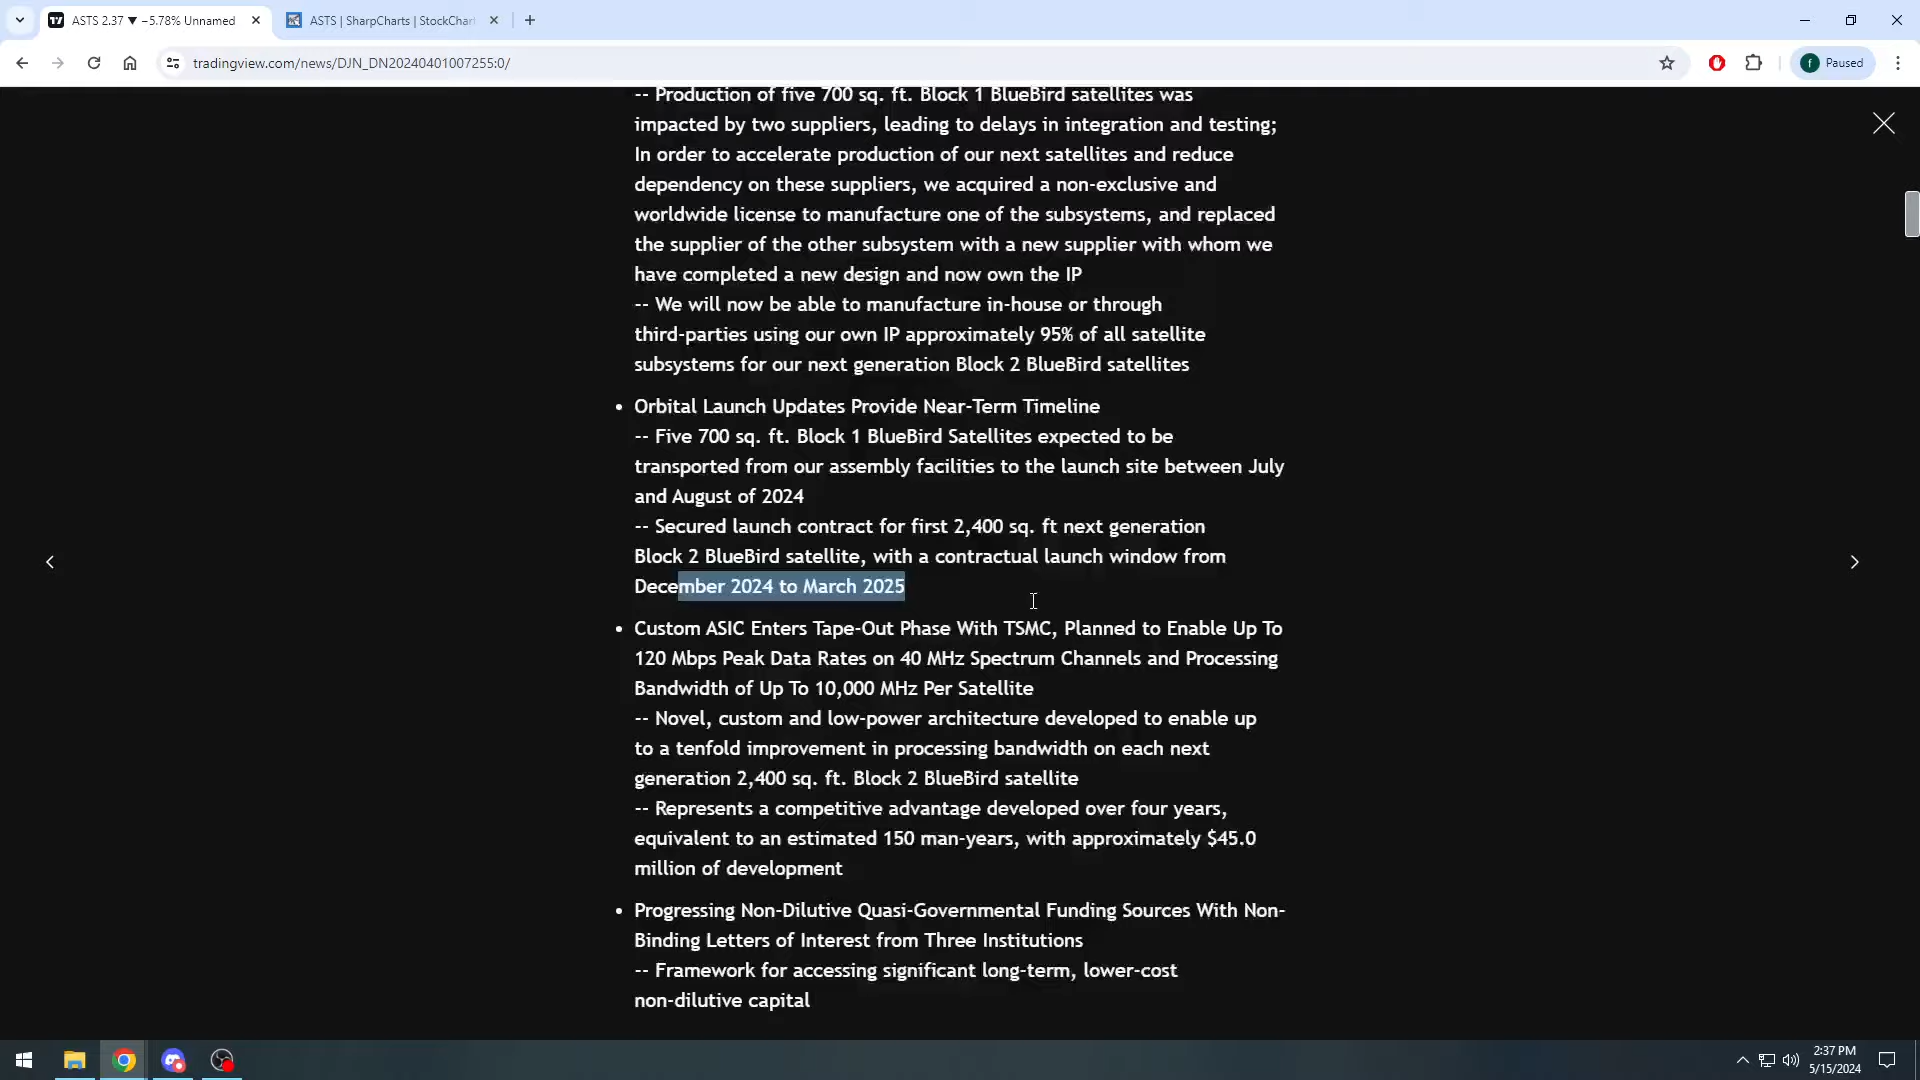 ASTS 2.37 ▼ −5.78% Unnamed
ASTS | SharpCharts | StockChar
tradingview.com/news/DJN_DN20240401007255:0/
f Paused
-- Production of five 700 sq. ft. Block 1 BlueBird satellites was
impacted by two suppliers, leading to delays in integration and testing;
In order to accelerate production of our next satellites and reduce
dependency on these suppliers, we acquired a non-exclusive and
worldwide license to manufacture one of the subsystems, and replaced
the supplier of the other subsystem with a new supplier with whom we
have completed a new design and now own the IP
-- We will now be able to manufacture in-house or through
third-parties using our own IP approximately 95% of all satellite
subsystems for our next generation Block 2 BlueBird satellites
• Orbital Launch Updates Provide Near-Term Timeline
-- Five 700 sq. ft. Block 1 BlueBird Satellites expected to be
transported from our assembly facilities to the launch site between July
and August of 2024
-- Secured launch contract for first 2,400 sq. ft next generation
Block 2 BlueBird satellite, with a contractual launch window from
December 2024 to March 2025
• Custom ASIC Enters Tape-Out Phase With TSMC, Planned to Enable Up To
120 Mbps Peak Data Rates on 40 MHz Spectrum Channels and Processing
Bandwidth of Up To 10,000 MHz Per Satellite
-- Novel, custom and low-power architecture developed to enable up
to a tenfold improvement in processing bandwidth on each next
generation 2,400 sq. ft. Block 2 BlueBird satellite
-- Represents a competitive advantage developed over four years,
equivalent to an estimated 150 man-years, with approximately $45.0
million of development
• Progressing Non-Dilutive Quasi-Governmental Funding Sources With Non-
Binding Letters of Interest from Three Institutions
-- Framework for accessing significant long-term, lower-cost
non-dilutive capital
2:37 PM
5/15/2024